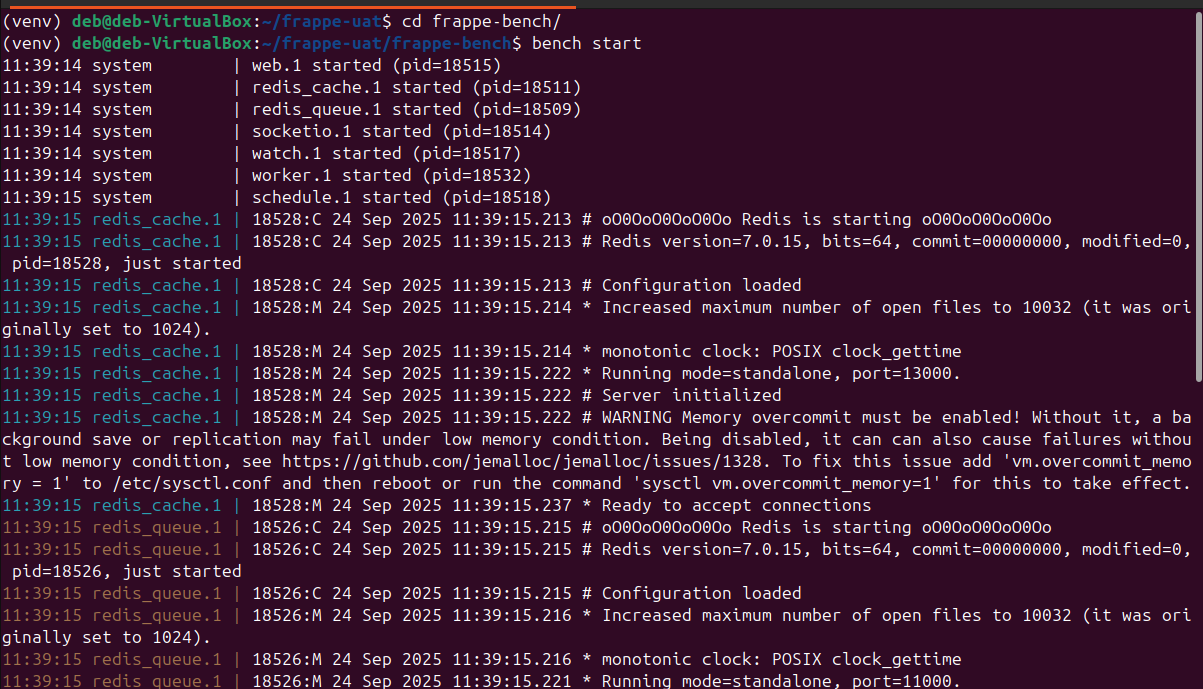 (venv) deb@deb-VirtualBox:~/frappe-uat$ cd frappe-bench/
(venv) deb@deb-VirtualBox:~/frappe-uat/frappe-bench$ bench start
11:39:14 system        | web.1 started (pid=18515)
11:39:14 system        | redis_cache.1 started (pid=18511)
11:39:14 system        | redis_queue.1 started (pid=18509)
11:39:14 system        | socketio.1 started (pid=18514)
11:39:14 system        | watch.1 started (pid=18517)
11:39:14 system        | worker.1 started (pid=18532)
11:39:15 system        | schedule.1 started (pid=18518)
11:39:15 redis_cache.1 | 18528:C 24 Sep 2025 11:39:15.213 # oO0OoO0OoO0Oo Redis is starting oO0OoO0OoO0Oo
11:39:15 redis_cache.1 | 18528:C 24 Sep 2025 11:39:15.213 # Redis version=7.0.15, bits=64, commit=00000000, modified=0,
 pid=18528, just started
11:39:15 redis_cache.1 | 18528:C 24 Sep 2025 11:39:15.213 # Configuration loaded
11:39:15 redis_cache.1 | 18528:M 24 Sep 2025 11:39:15.214 * Increased maximum number of open files to 10032 (it was ori
ginally set to 1024).
11:39:15 redis_cache.1 | 18528:M 24 Sep 2025 11:39:15.214 * monotonic clock: POSIX clock_gettime
11:39:15 redis_cache.1 | 18528:M 24 Sep 2025 11:39:15.222 * Running mode=standalone, port=13000.
11:39:15 redis_cache.1 | 18528:M 24 Sep 2025 11:39:15.222 # Server initialized
11:39:15 redis_cache.1 | 18528:M 24 Sep 2025 11:39:15.222 # WARNING Memory overcommit must be enabled! Without it, a ba
ckground save or replication may fail under low memory condition. Being disabled, it can can also cause failures withou
t low memory condition, see https://github.com/jemalloc/jemalloc/issues/1328. To fix this issue add 'vm.overcommit_memo
ry = 1' to /etc/sysctl.conf and then reboot or run the command 'sysctl vm.overcommit_memory=1' for this to take effect.
11:39:15 redis_cache.1 | 18528:M 24 Sep 2025 11:39:15.237 * Ready to accept connections
11:39:15 redis_queue.1 | 18526:C 24 Sep 2025 11:39:15.215 # oO0OoO0OoO0Oo Redis is starting oO0OoO0OoO0Oo
11:39:15 redis_queue.1 | 18526:C 24 Sep 2025 11:39:15.215 # Redis version=7.0.15, bits=64, commit=00000000, modified=0,
 pid=18526, just started
11:39:15 redis_queue.1 | 18526:C 24 Sep 2025 11:39:15.215 # Configuration loaded
11:39:15 redis_queue.1 | 18526:M 24 Sep 2025 11:39:15.216 * Increased maximum number of open files to 10032 (it was ori
ginally set to 1024).
11:39:15 redis_queue.1 | 18526:M 24 Sep 2025 11:39:15.216 * monotonic clock: POSIX clock_gettime
11:39:15 redis_queue.1 | 18526:M 24 Sep 2025 11:39:15.221 * Running mode=standalone, port=11000.